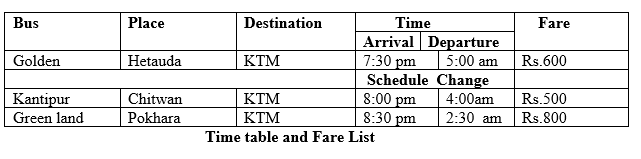 Bus Place Destination Time Fare
Arrival Departure
Golden Hetauda KTM 7:30 pm 5:00 am Rs.600
Schedule Change
Kantipur Chitwan KTM 8:00 pm 4:00am Rs.500
Green land Pokhara KTM 8:30 pm 2:30 am Rs.800
Time table and Fare List